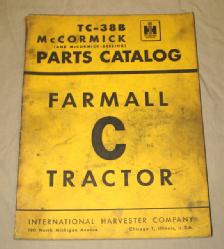 TC-38B
McCORMICK
(AND McCORMICK-DEERING)
IH
PARTS CATALOG
FARMALL
C
TRACTOR
INTERNATIONAL HARVESTER COMPANY
180 North Michigan Avenue Chicago 1, Illinois, U.S.A.